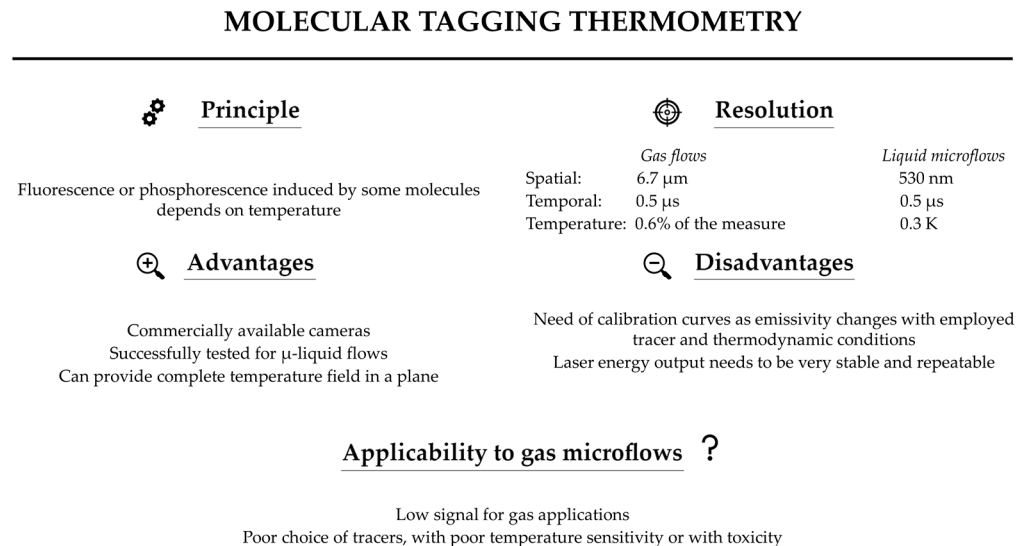 MOLECULAR TAGGING THERMOMETRY
Principle
Fluorescence or phosphorescence induced by some molecules
depends on temperature
Resolution
Gas flows Liquid microflows
Spatial: 6.7 µm 530 nm
Temporal: 0.5 µs 0.5 µs
Temperature: 0.6% of the measure 0.3 K
Advantages
Commercially available cameras
Successfully tested for µ-liquid flows
Can provide complete temperature field in a plane
Disadvantages
Need of calibration curves as emissivity changes with employed
tracer and thermodynamic conditions
Laser energy output needs to be very stable and repeatable
Applicability to gas microflows ?
Low signal for gas applications
Poor choice of tracers, with poor temperature sensitivity or with toxicity